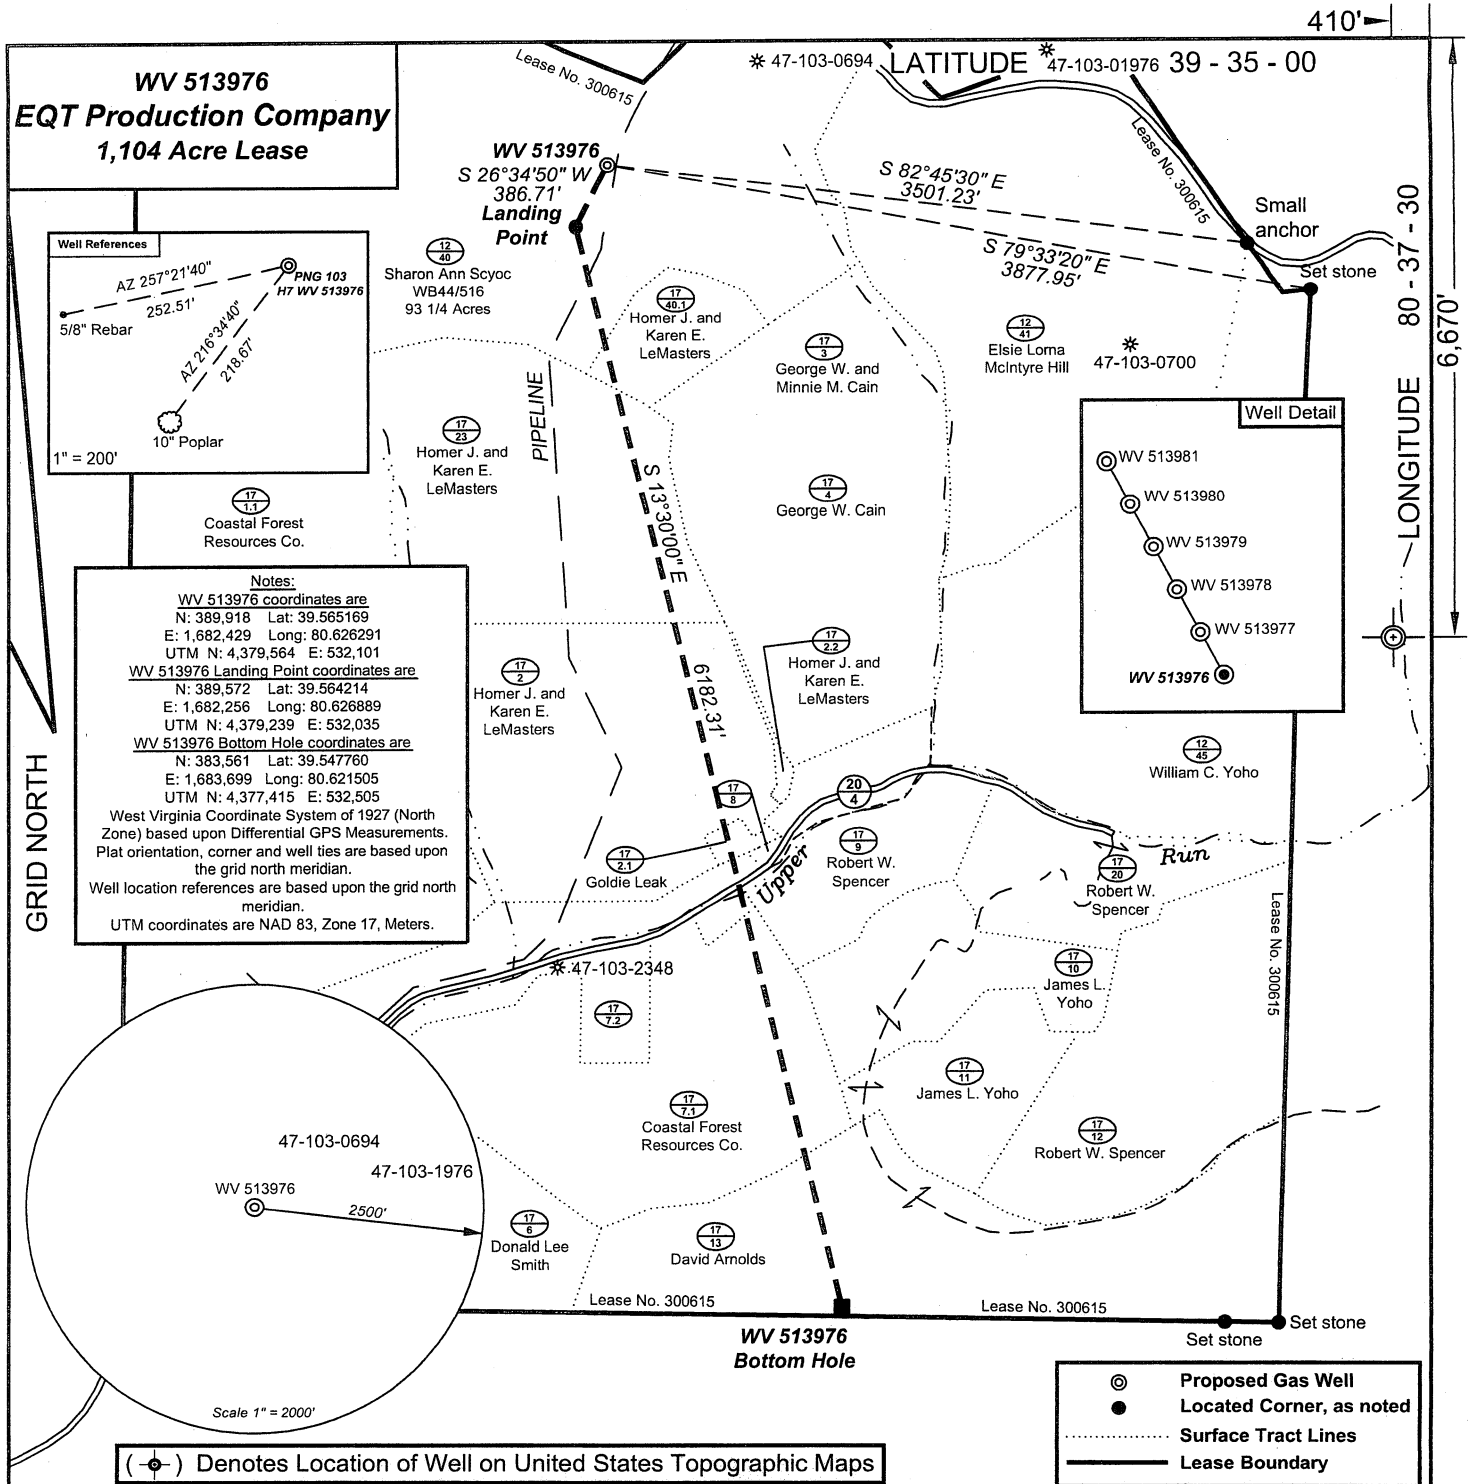 410'
WV 513976
EQT Production Company
1,104 Acre Lease
Lease No. 300615
47-103-0694
LATITUDE
47-103-01976
39 - 35 - 00
Lease No. 300615
WV 513976
S 26°34'50" W
386.71'
Landing
Point
S 82°45'30" E
3501.23'
S 79°33'20" E
3877.95'
Small
anchor
Set stone
80 - 37 - 30
LONGITUDE
6,670'
Well References
AZ 257°21'40"
252.51'
PNG 103
H7 WV 513976
5/8" Rebar
AZ 216°34'40"
218.67'
10" Poplar
1" = 200'
12
40
Sharon Ann Scyoc
WB44/516
93 1/4 Acres
17
40.1
Homer J. and
Karen E.
LeMasters
17
3
George W. and
Minnie M. Cain
12
41
Elsie Lorna
McIntyre Hill
47-103-0700
Well Detail
WV 513981
WV 513980
WV 513979
WV 513978
WV 513977
WV 513976
PIPELINE
17
23
Homer J. and
Karen E.
LeMasters
17
1.1
Coastal Forest
Resources Co.
S 13°30'00" E
6182.31'
17
4
George W. Cain
Notes:
WV 513976 coordinates are
N: 389,918 Lat: 39.565169
E: 1,682,429 Long: 80.626291
UTM N: 4,379,564 E: 532,101
WV 513976 Landing Point coordinates are
N: 389,572 Lat: 39.564214
E: 1,682,256 Long: 80.626889
UTM N: 4,379,239 E: 532,035
WV 513976 Bottom Hole coordinates are
N: 383,561 Lat: 39.547760
E: 1,683,699 Long: 80.621505
UTM N: 4,377,415 E: 532,505
West Virginia Coordinate System of 1927 (North
Zone) based upon Differential GPS Measurements.
Plat orientation, corner and well ties are based upon
the grid north meridian.
Well location references are based upon the grid north
meridian.
UTM coordinates are NAD 83, Zone 17, Meters.
GRID NORTH
17
2
Homer J. and
Karen E.
LeMasters
17
2.2
Homer J. and
Karen E.
LeMasters
12
45
William C. Yoho
17
8
20
4
17
2.1
Goldie Leak
Upper
17
9
Robert W.
Spencer
Run
17
20
Robert W.
Spencer
Lease No. 300615
47-103-2348
17
7.2
17
10
James L.
Yoho
17
11
James L. Yoho
17
7.1
Coastal Forest
Resources Co.
17
12
Robert W. Spencer
47-103-0694
47-103-1976
WV 513976
2500'
Scale 1" = 2000'
17
6
Donald Lee
Smith
17
13
David Arnolds
Lease No. 300615
Lease No. 300615
WV 513976
Bottom Hole
Set stone
Set stone
Proposed Gas Well
Located Corner, as noted
Surface Tract Lines
Lease Boundary
( ) Denotes Location of Well on United States Topographic Maps